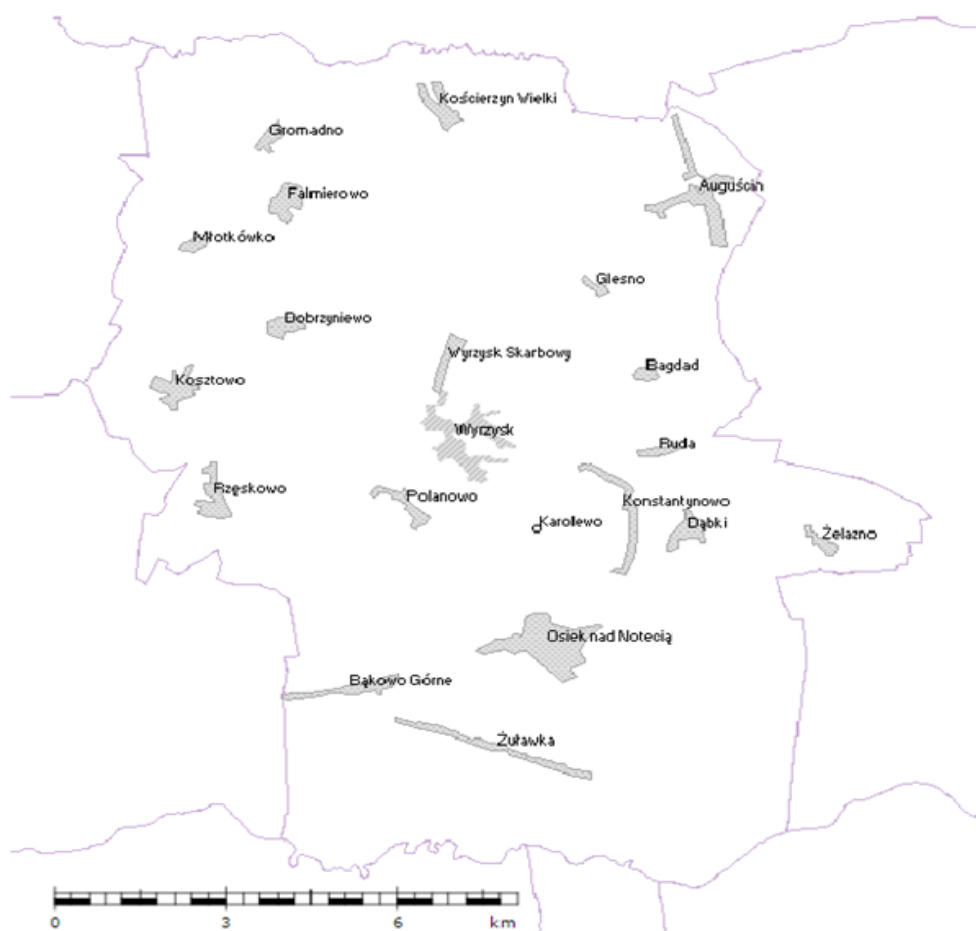 Kościerzyn Wielki
Gromadno
Auguścin
Falmierowo
Młotkówko
Glesno
Dobrzyniewo
Wyrzysk Skarbowy
Bagdad
Kosztowo
Wyrzysk
Ruda
Rzęskowo
Polanowo
Konstantynowo
Karolewo
Dąbki
Żelazno
Osiek nad Notecią
Bąkowo Górne
Żuławka
0 3 6 km